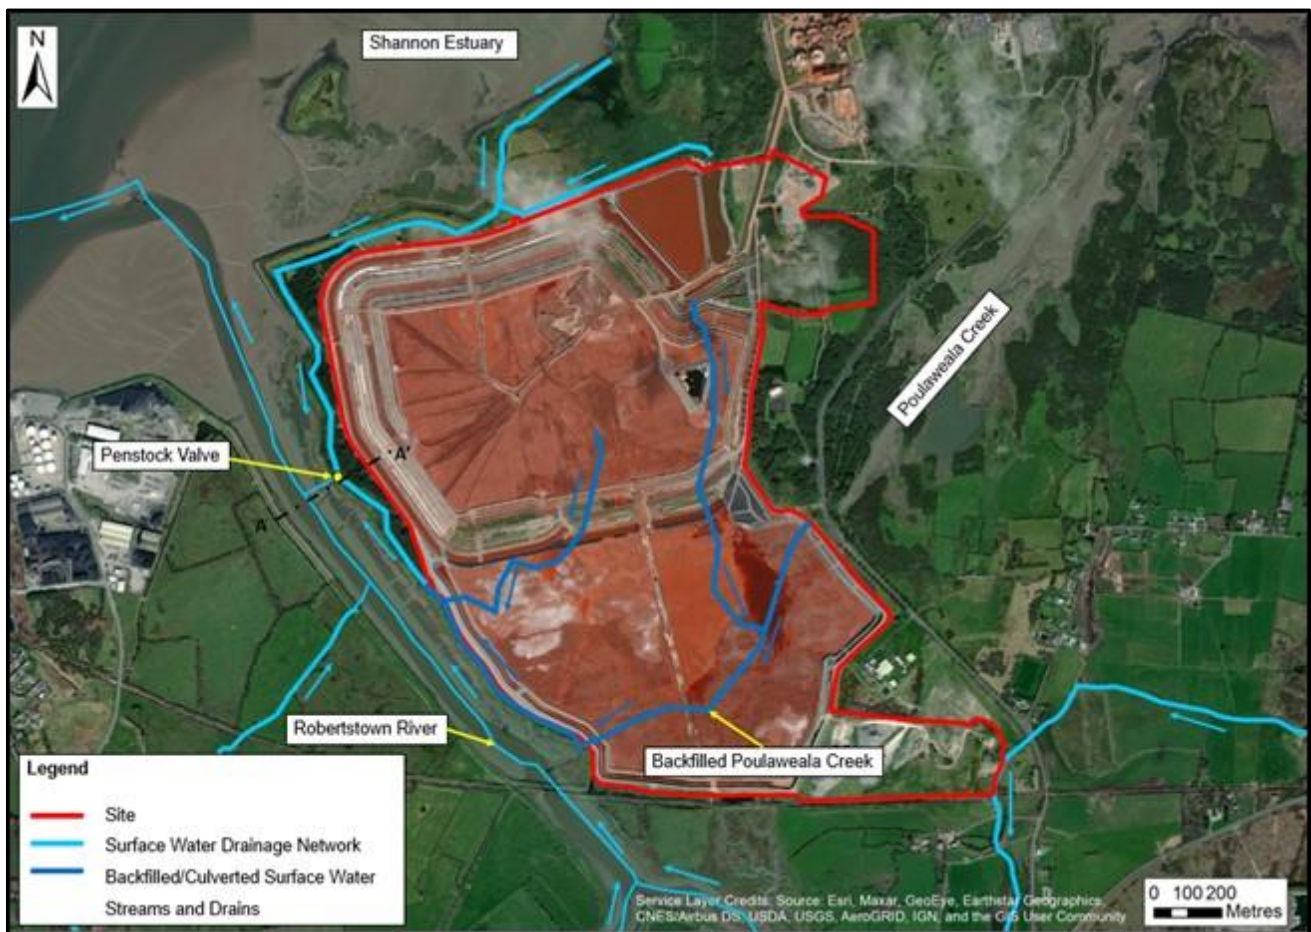 N
Shannon Estuary
Poulaweala Creek
Penstock Valve
'A'
A'
Robertstown River
Backfilled Poulaweala Creek
Legend
Site
Surface Water Drainage Network
Backfilled/Culverted Surface Water
Streams and Drains
Service Layer Credits: Source: Esri, Maxar, GeoEye, Earthstar Geographics,
CNES/Airbus DS, USDA, USGS, AeroGRID, IGN, and the GIS User Community
0 100 200
Metres